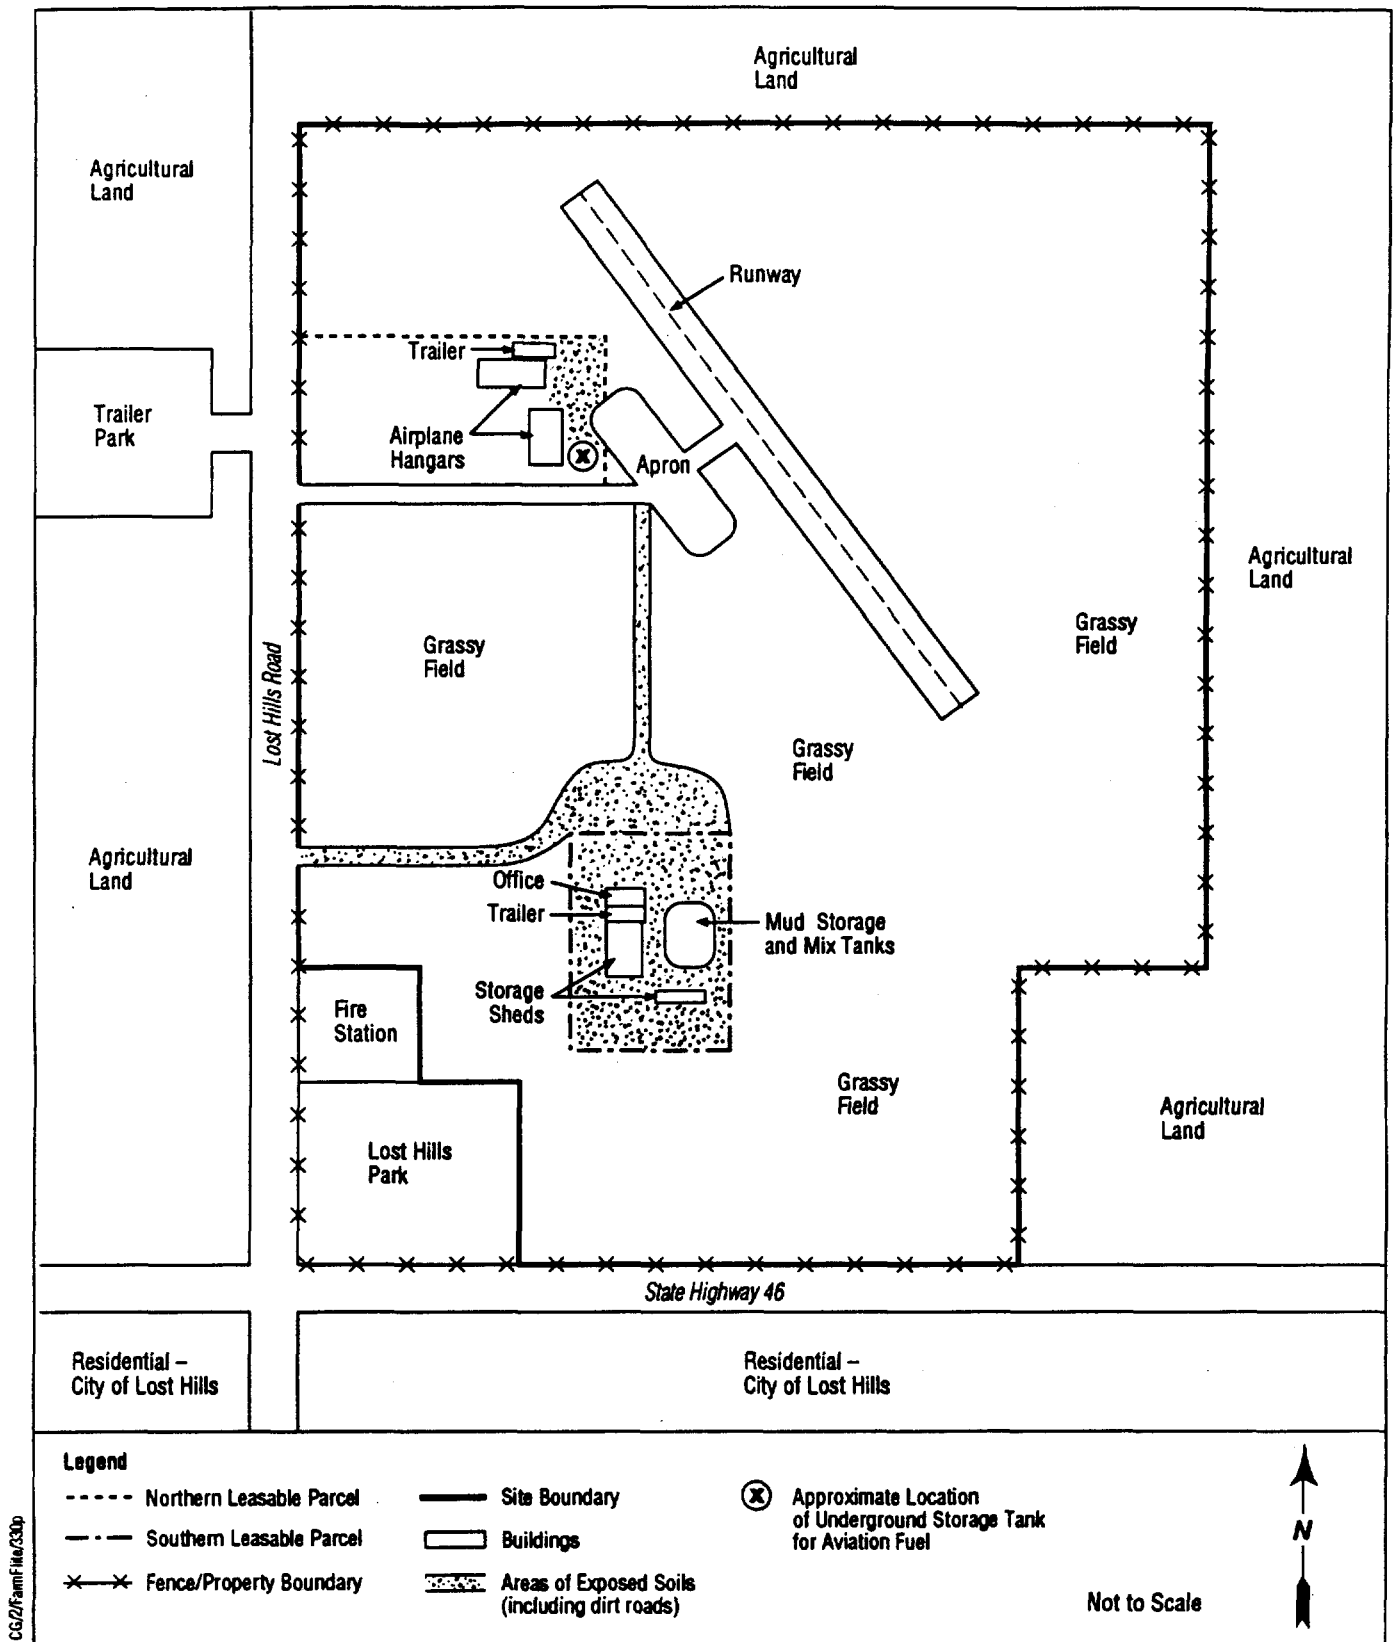 Agricultural
Land
Agricultural
Land
Runway
Trailer
Trailer
Park
Airplane
Hangars
X
Apron
Agricultural
Land
Grassy
Field
Grassy
Field
Lost Hills Road
Grassy
Field
Agricultural
Land
Office
Trailer
Mud Storage
and Mix Tanks
Storage
Sheds
Fire
Station
Grassy
Field
Agricultural
Land
Lost Hills
Park
State Highway 46
Residential –
City of Lost Hills
Residential –
City of Lost Hills
Legend
Northern Leasable Parcel
Southern Leasable Parcel
Fence/Property Boundary
Site Boundary
Buildings
Areas of Exposed Soils
(including dirt roads)
X
Approximate Location
of Underground Storage Tank
for Aviation Fuel
N
Not to Scale
CG/2/FarmFlite/330p